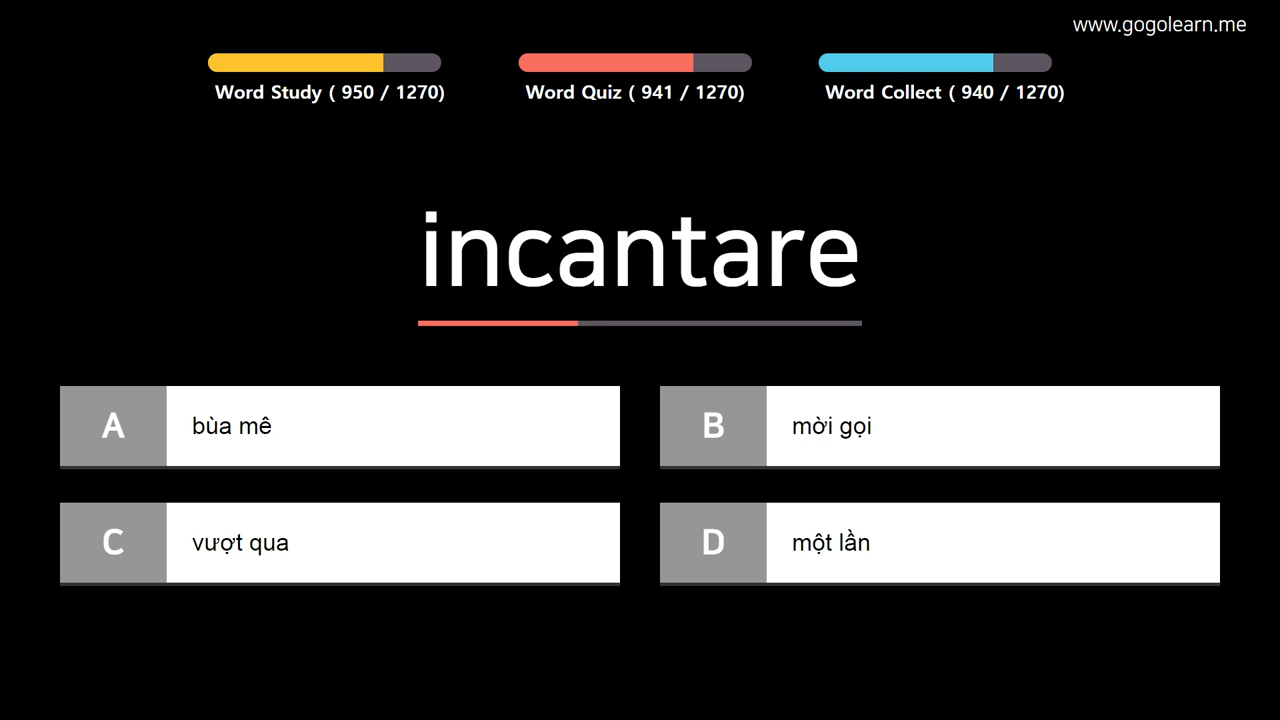 www.gogolearn.me
Word Study ( 950 / 1270)
Word Quiz ( 941 / 1270)
Word Collect ( 940 / 1270)
incantare
A bùa mê
B mời gọi
C vượt qua
D một lần